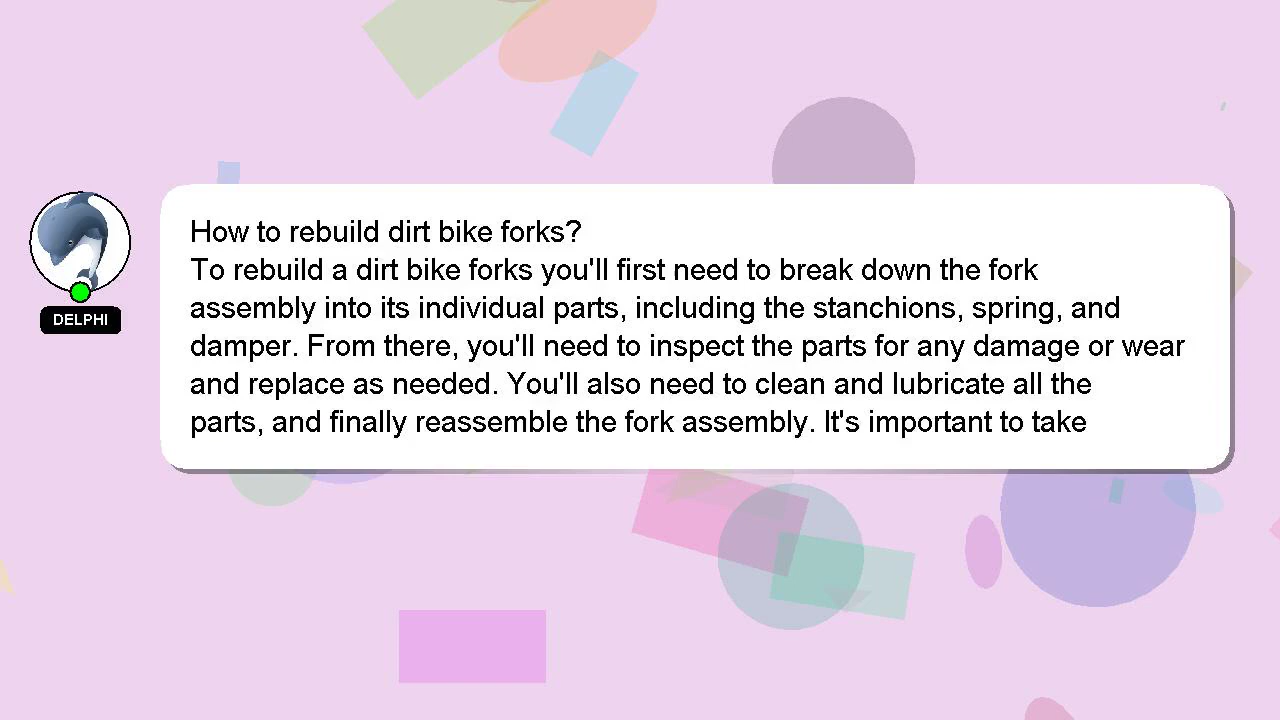 How to rebuild dirt bike forks?
To rebuild a dirt bike forks you'll first need to break down the fork
assembly into its individual parts, including the stanchions, spring, and
damper. From there, you'll need to inspect the parts for any damage or wear
and replace as needed. You'll also need to clean and lubricate all the
parts, and finally reassemble the fork assembly. It's important to take
DELPHI